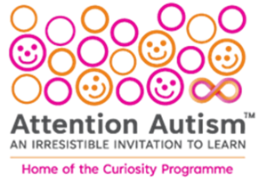 Attention Autism™
AN IRRESISTIBLE INVITATION TO LEARN
Home of the Curiosity Programme